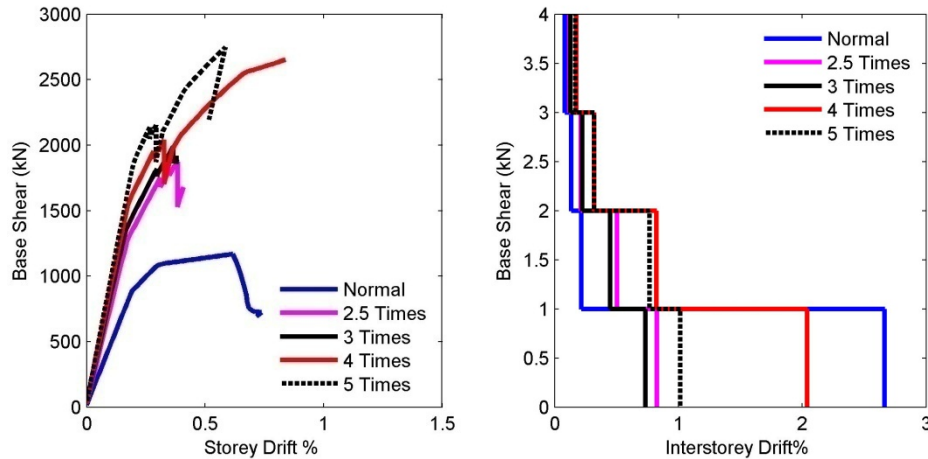 3000
2500
2000
1500
1000
500
0
0
0.5
1
1.5
Base Shear (kN)
Storey Drift %
Normal
2.5 Times
3 Times
4 Times
5 Times
4
3.5
3
2.5
2
1.5
1
0.5
0
0
1
2
3
Base Shear (kN)
Interstorey Drift%
Normal
2.5 Times
3 Times
4 Times
5 Times